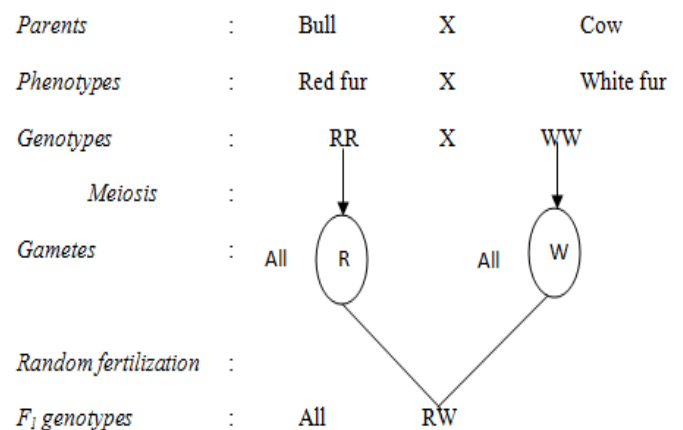 Parents : Bull X Cow
Phenotypes : Red fur X White fur
Genotypes : RR X WW
Meiosis :
Gametes : All R All W
Random fertilization :
F₁ genotypes : All RW